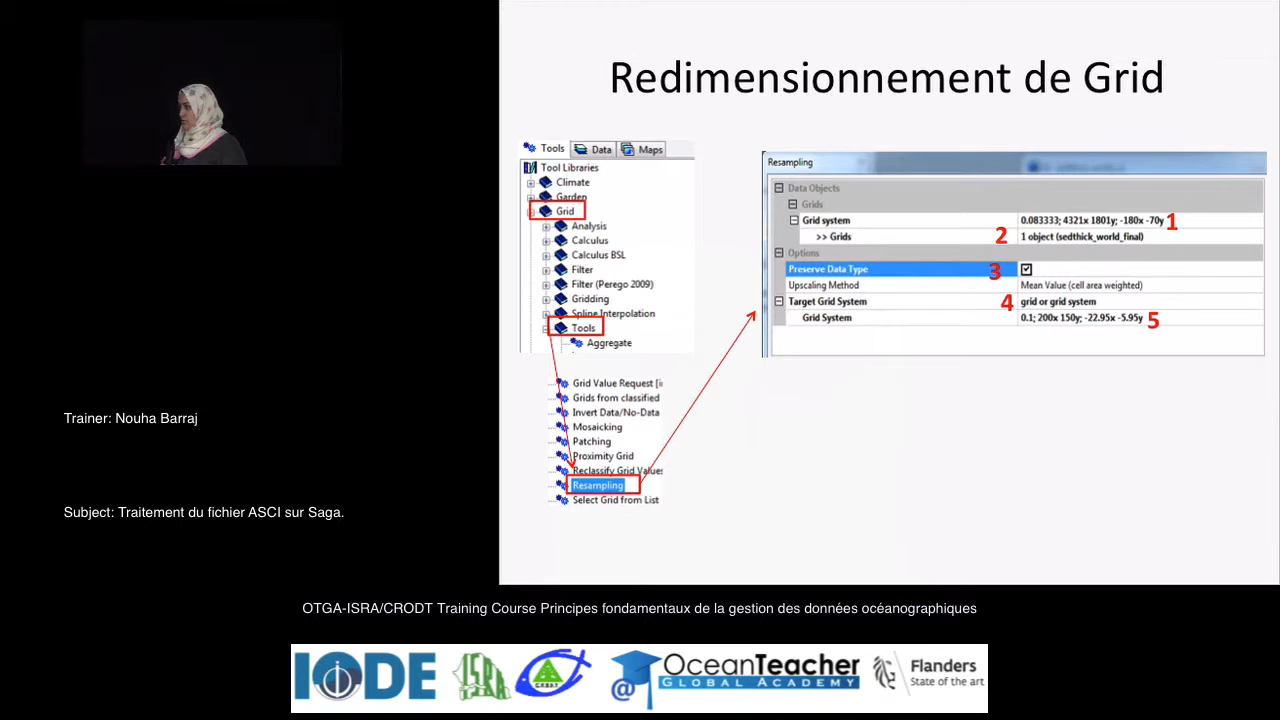 Redimensionnement de Grid
Tools Data Maps
Tool Libraries
Climate
Garden
Grid
Analysis
Calculus
Calculus BSL
Filter
Filter (Perego 2009)
Gridding
Spline Interpolation
Tools
Aggregate
Grid Value Request [i
Grids from classified
Invert Data/No-Data
Mosaicking
Patching
Proximity Grid
Reclassify Grid Values
Resampling
Select Grid from List
Resampling
Data Objects
Grids
Grid system 0.083333; 4321x 1801y; -180x -70y 1
>> Grids 2 1 object (sedthick_world_final)
Options
Preserve Data Type 3
Upscaling Method Mean Value (cell area weighted)
Target Grid System 4 grid or grid system
Grid System 0.1; 200x 150y; -22.95x -5.95y 5
Trainer: Nouha Barraj
Subject: Traitement du fichier ASCI sur Saga.
OTGA-ISRA/CRODT Training Course Principes fondamentaux de la gestion des données océanographiques
IODE
ISRA
OceanTeacher
GLOBAL ACADEMY
@
Flanders
State of the art